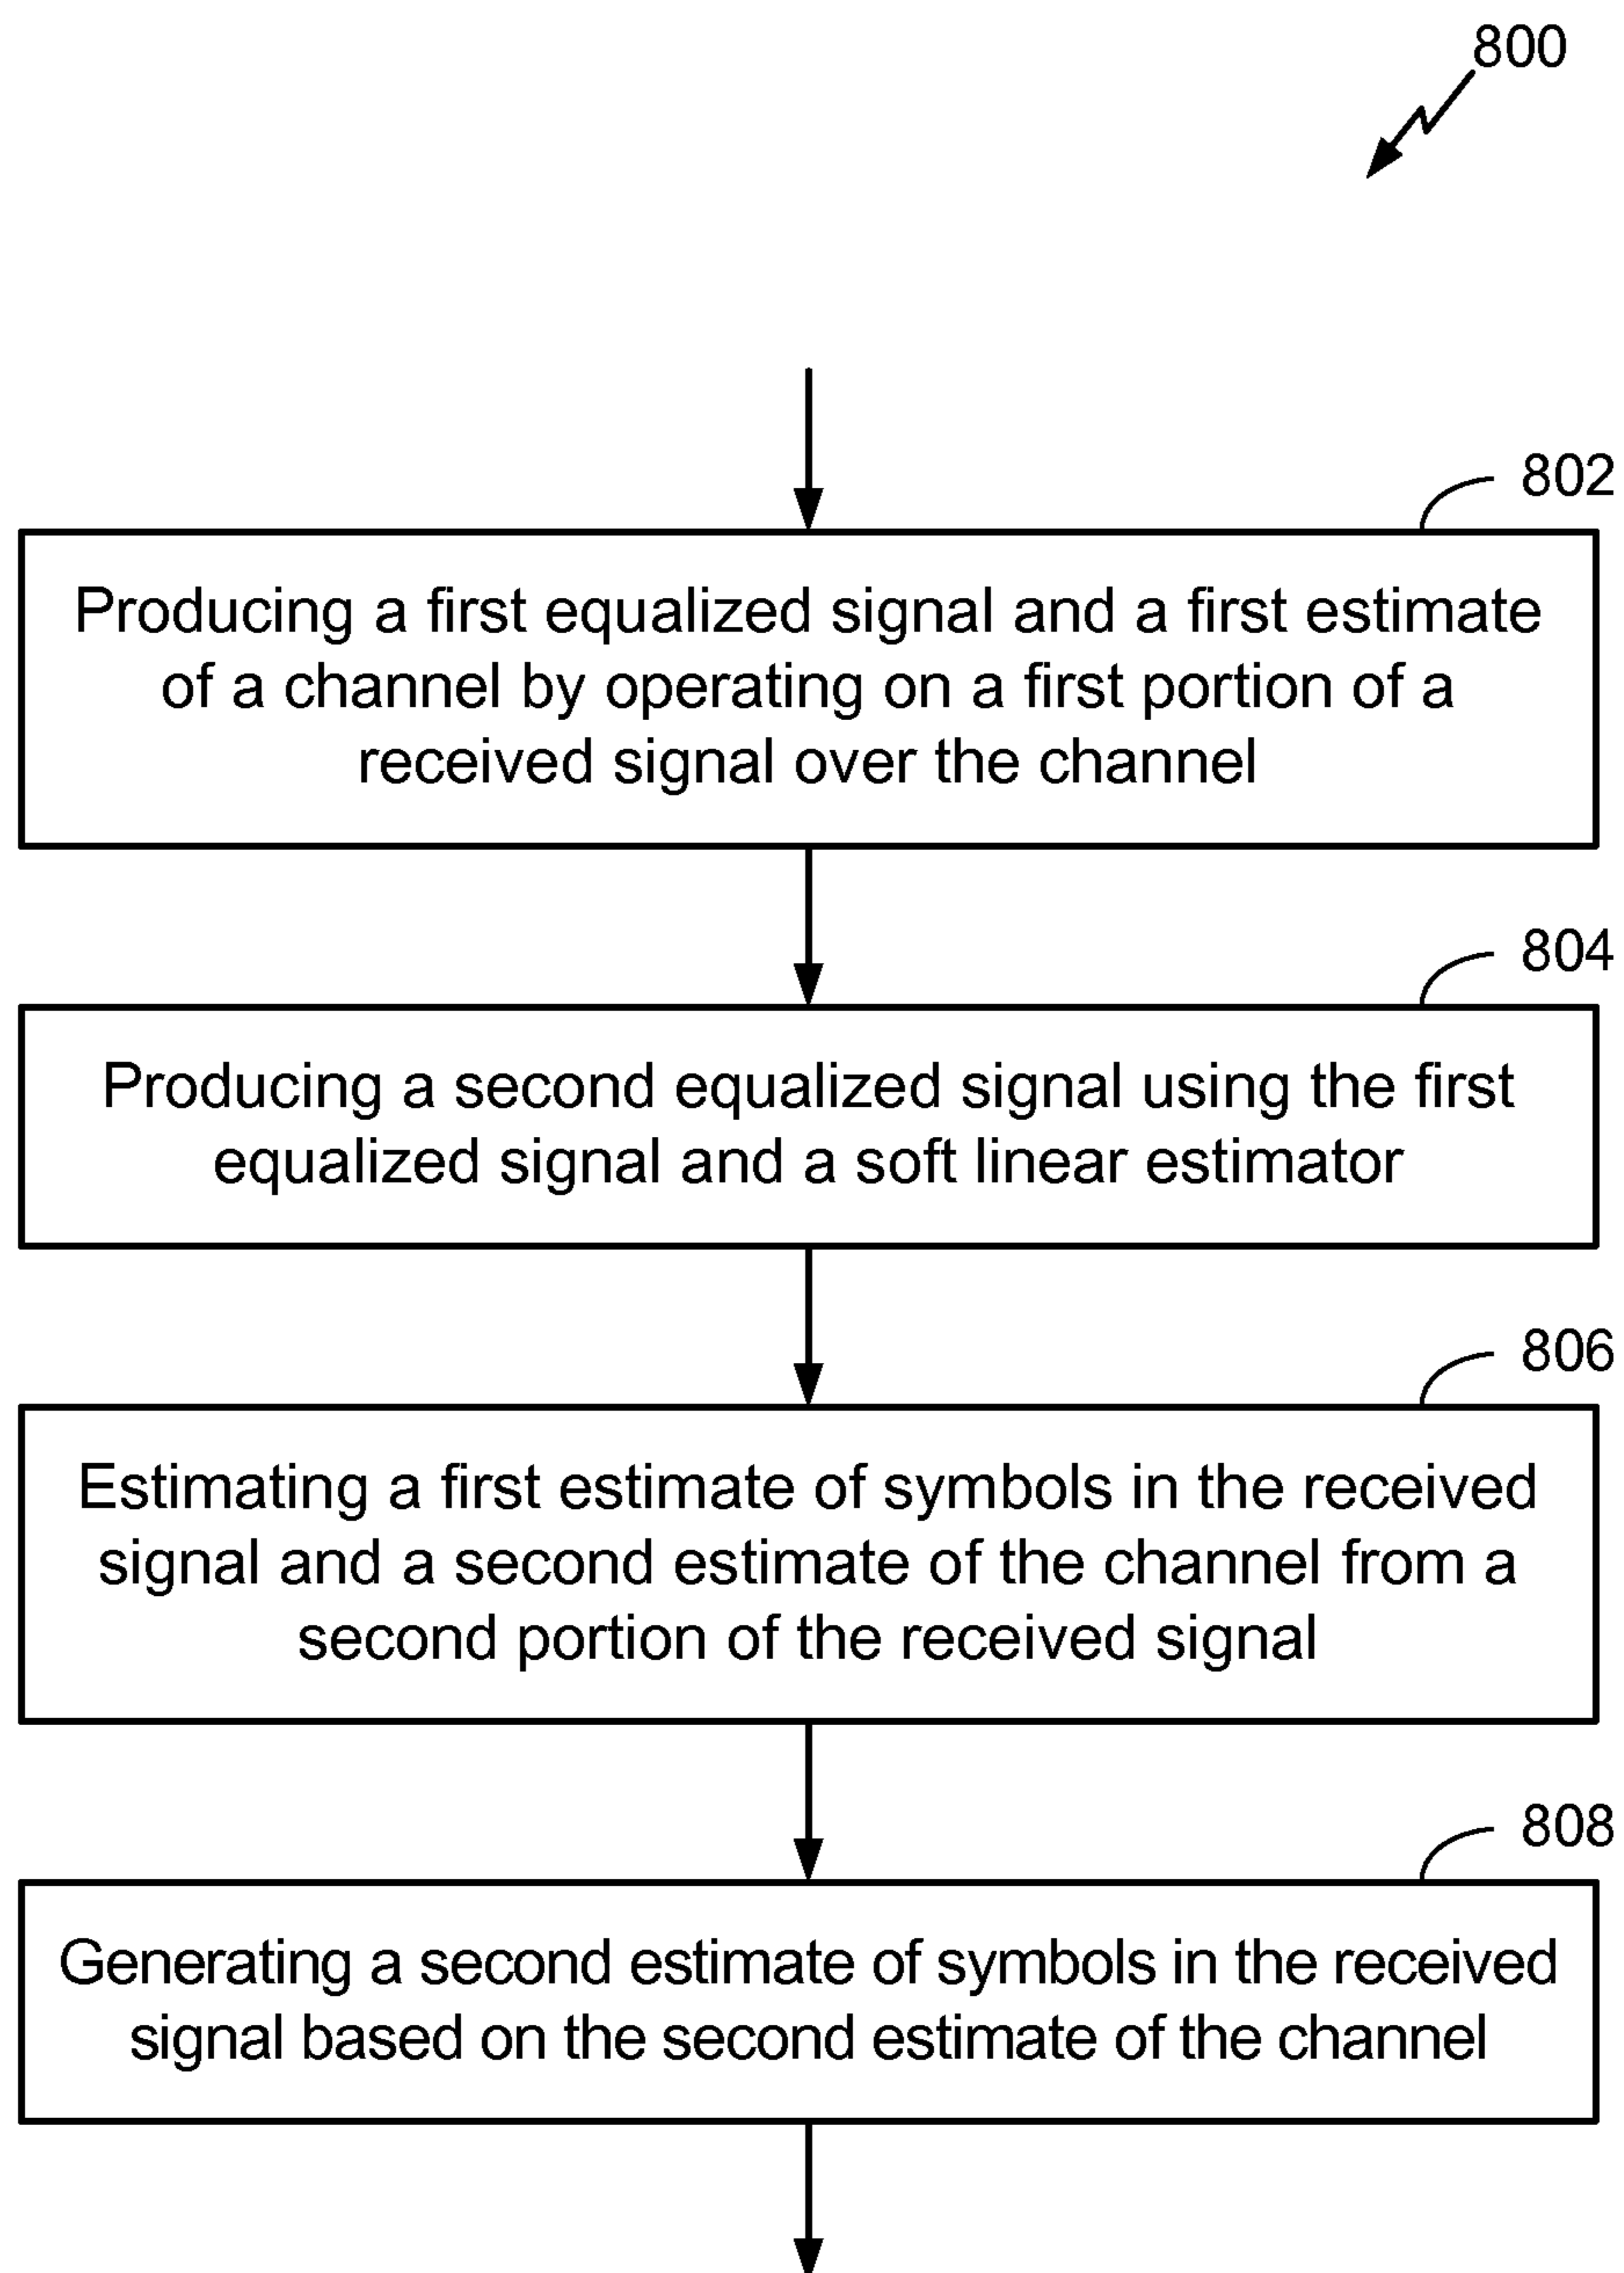 800
802
Producing a first equalized signal and a first estimate
of a channel by operating on a first portion of a
received signal over the channel
804
Producing a second equalized signal using the first
equalized signal and a soft linear estimator
806
Estimating a first estimate of symbols in the received
signal and a second estimate of the channel from a
second portion of the received signal
808
Generating a second estimate of symbols in the received
signal based on the second estimate of the channel